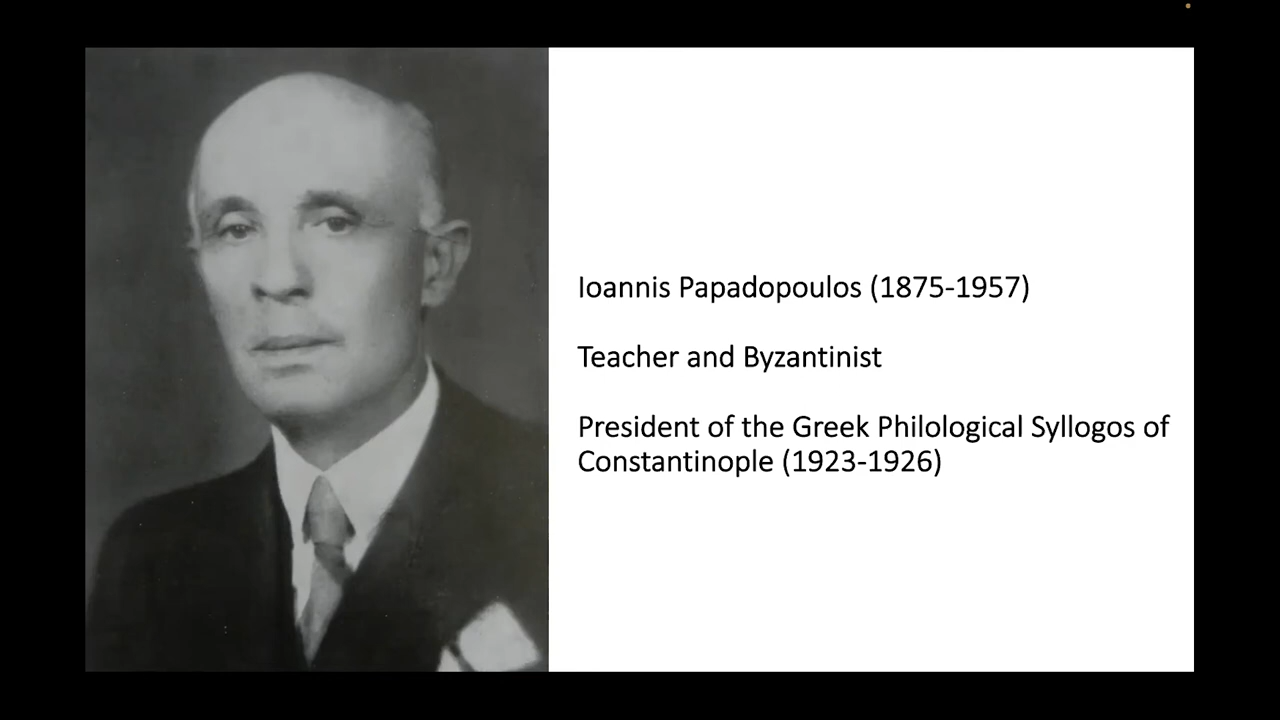 Ioannis Papadopoulos (1875-1957)
Teacher and Byzantinist
President of the Greek Philological Syllogos of
Constantinople (1923-1926)